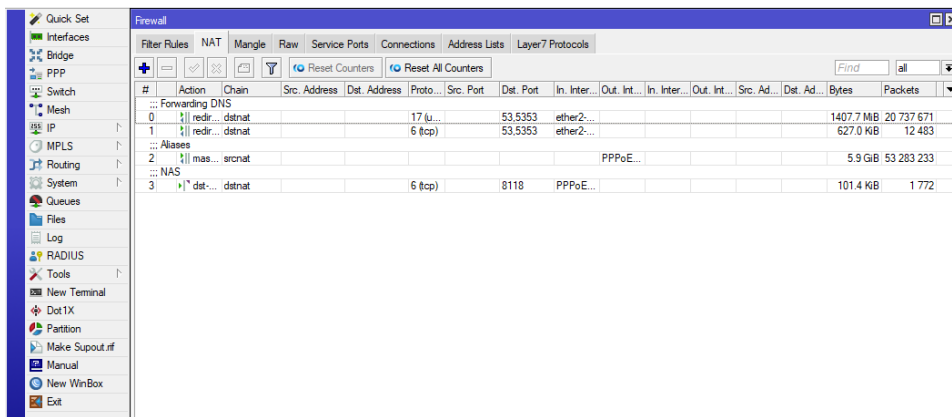 Quick Set
Interfaces
Bridge
PPP
Switch
Mesh
IP
MPLS
Routing
System
Queues
Files
Log
RADIUS
Tools
New Terminal
Dot1X
Partition
Make Supout.rif
Manual
New WinBox
Exit
Firewall
Filter Rules NAT Mangle Raw Service Ports Connections Address Lists Layer7 Protocols
Reset Counters Reset All Counters Find all
# Action Chain Src. Address Dst. Address Proto... Src. Port Dst. Port In. Inter... Out. Int... In. Inter... Out. Int... Src. Ad... Dst. Ad... Bytes Packets
::: Forwarding DNS
0 redir... dstnat 17 (u... 53,5353 ether2-... 1407.7 MiB 20 737 671
1 redir... dstnat 6 (tcp) 53,5353 ether2-... 627.0 KiB 12 483
::: Aliases
2 mas... srcnat PPPoE... 5.9 GiB 53 283 233
::: NAS
3 dst-... dstnat 6 (tcp) 8118 PPPoE... 101.4 KiB 1 772